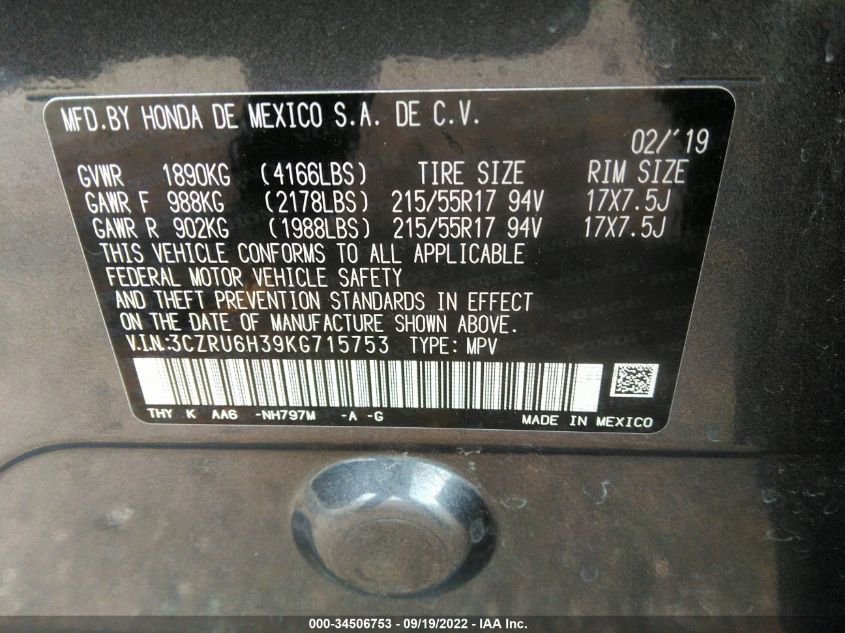 MFD.BY HONDA DE MEXICO S.A. DE C.V.
02/'19
GVWR 1890KG (4166LBS) TIRE SIZE RIM SIZE
GAWR F 988KG (2178LBS) 215/55R17 94V 17X7.5J
GAWR R 902KG (1988LBS) 215/55R17 94V 17X7.5J
THIS VEHICLE CONFORMS TO ALL APPLICABLE
FEDERAL MOTOR VEHICLE SAFETY
AND THEFT PREVENTION STANDARDS IN EFFECT
ON THE DATE OF MANUFACTURE SHOWN ABOVE.
V.I.N.:3CZRU6H39KG715753 TYPE: MPV
THY K AA6 -NH797M -A -G MADE IN MEXICO
000-34506753 - 09/19/2022 - IAA Inc.